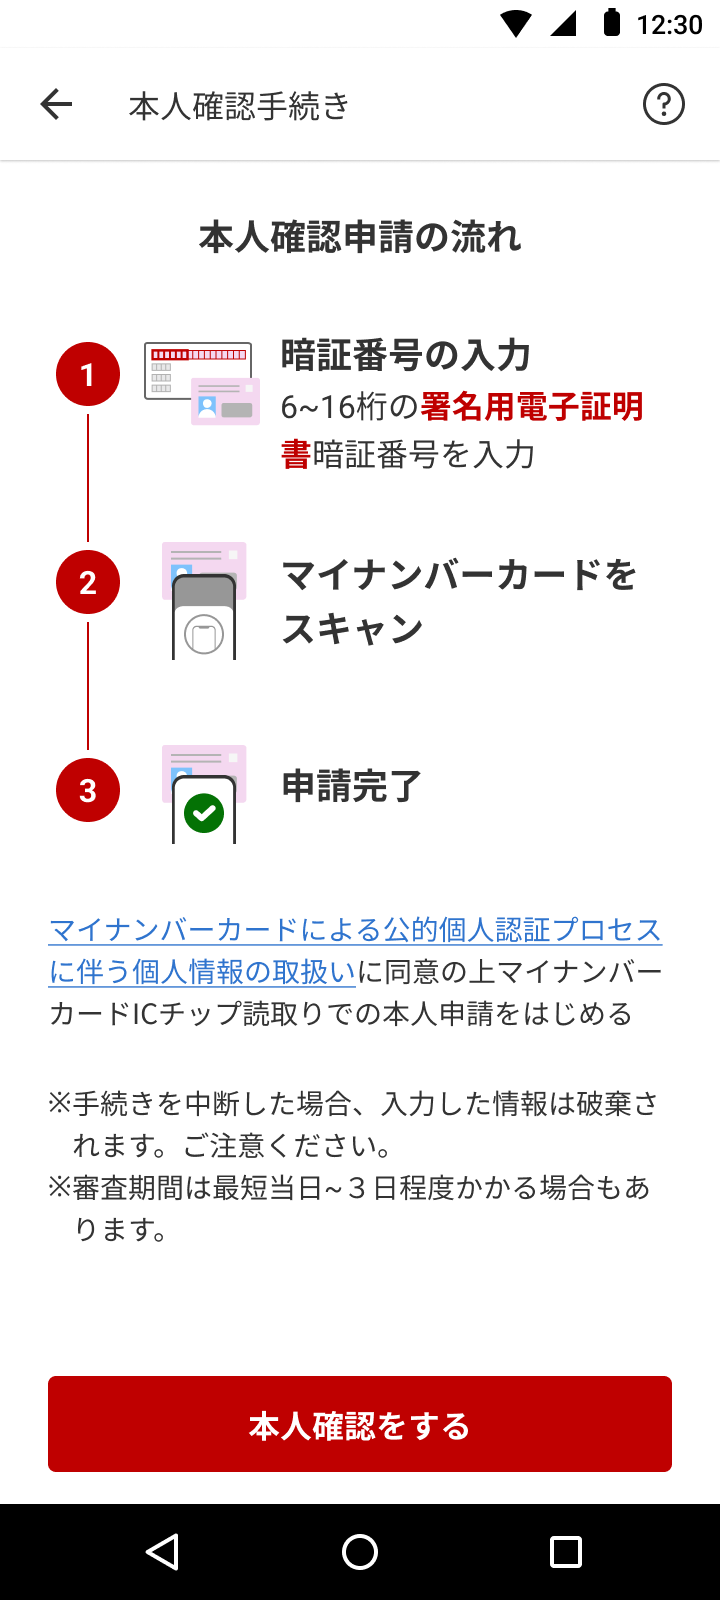 12:30
本人確認手続き
本人確認申請の流れ
1
暗証番号の入力
6~16桁の署名用電子証明
書暗証番号を入力
2
マイナンバーカードを
スキャン
3
申請完了
マイナンバーカードによる公的個人認証プロセス
に伴う個人情報の取扱いに同意の上マイナンバー
カードICチップ読取りでの本人申請をはじめる
※手続きを中断した場合、入力した情報は破棄さ
れます。ご注意ください。
※審査期間は最短当日~３日程度かかる場合もあ
ります。
本人確認をする